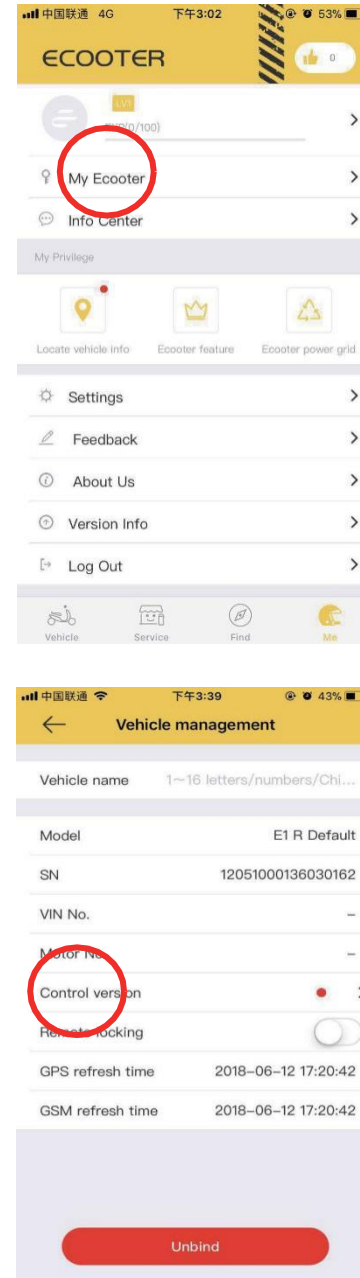 中国联通 4G 下午3:02 53%
ECOOTER
0
LV1
EXP(0/100)
My Ecooter
Info Center
My Privilege
Locate vehicle info Ecooter feature Ecooter power grid
Settings
Feedback
About Us
Version Info
Log Out
Vehicle Service Find Me
中国联通 下午3:39 43%
Vehicle management
Vehicle name 1~16 letters/numbers/Chi...
Model E1 R Default
SN 12051000136030162
VIN No. –
Motor No. –
Control version
Remote locking
GPS refresh time 2018–06–12 17:20:42
GSM refresh time 2018–06–12 17:20:42
Unbind